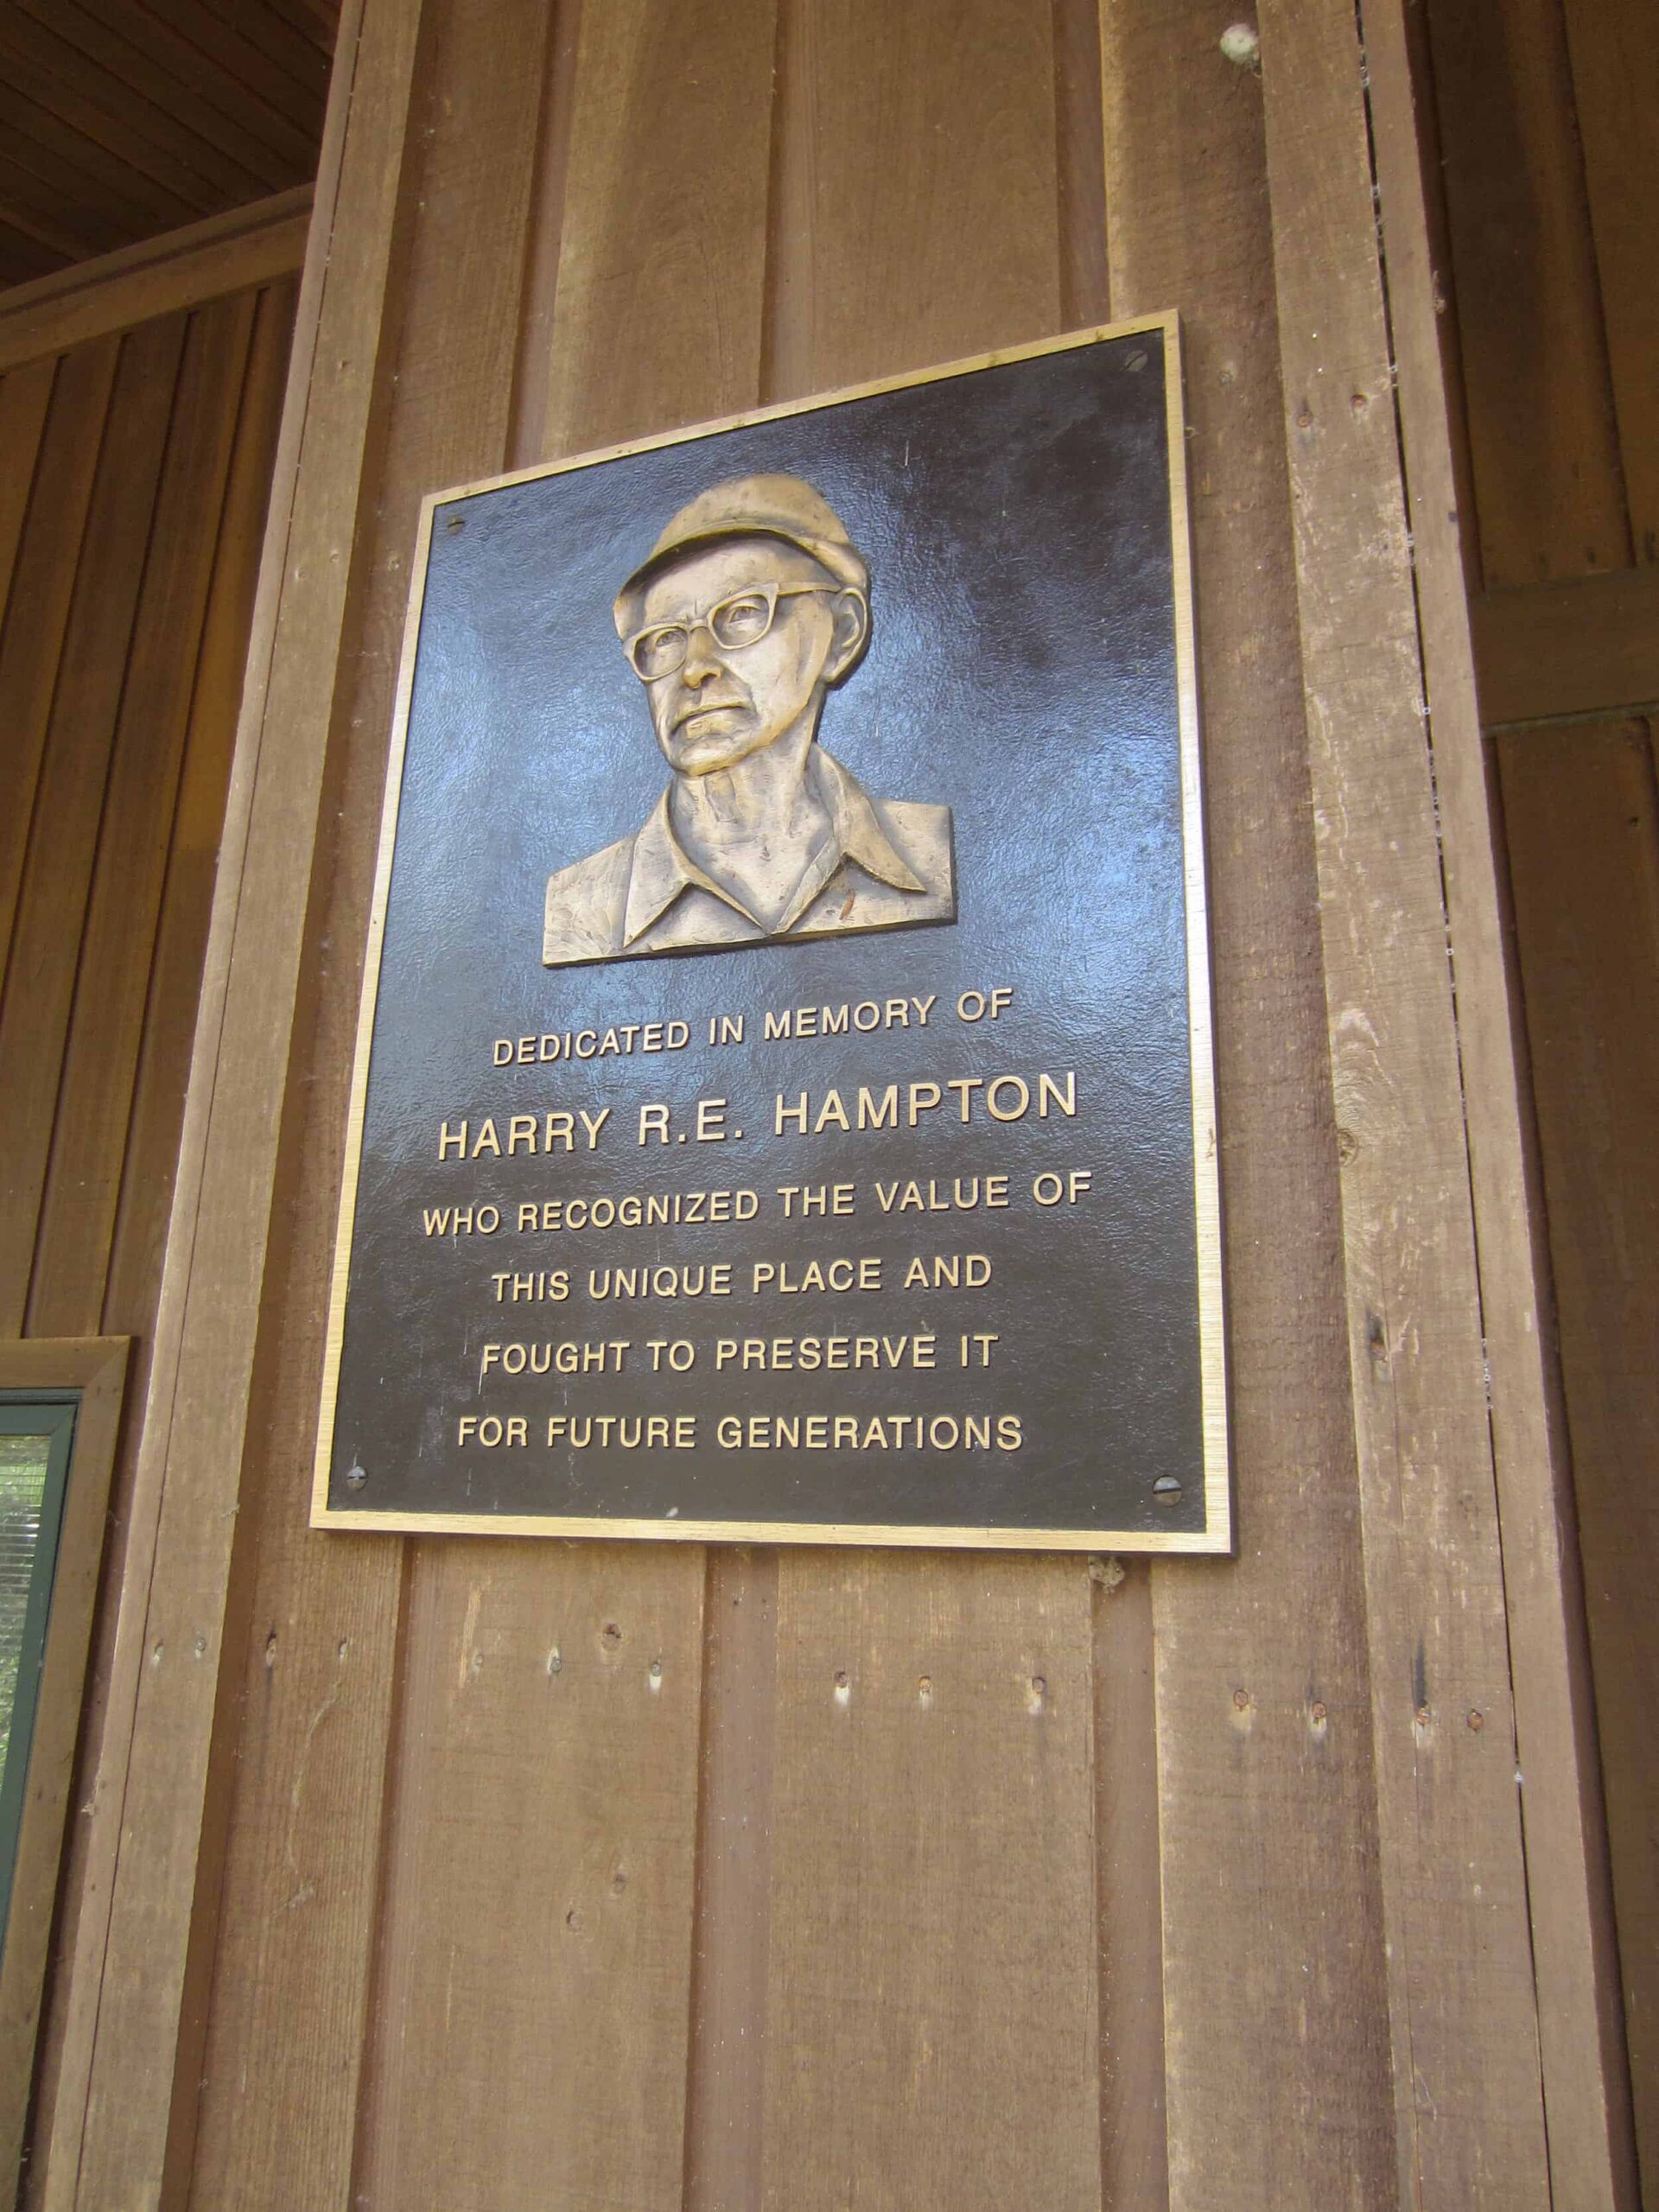 DEDICATED IN MEMORY OF
HARRY R.E. HAMPTON
WHO RECOGNIZED THE VALUE OF
THIS UNIQUE PLACE AND
FOUGHT TO PRESERVE IT
FOR FUTURE GENERATIONS